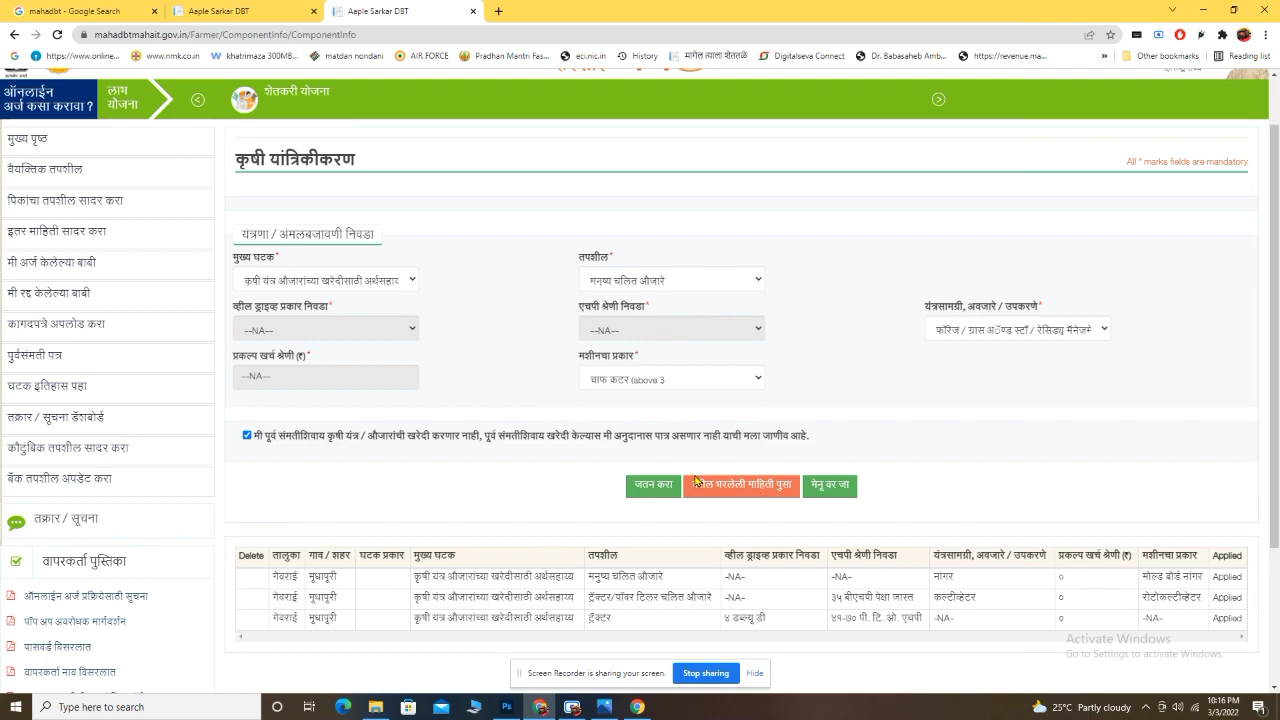 mahadbt - Google Search
Aaple Sarkar DBT
Aaple Sarkar DBT
mahadbtmahait.gov.in/Farmer/ComponentInfo/ComponentInfo
https://www.online...
www.nmk.co.in
khatrimaza 300MB...
matdan nondani
AIR FORCE
Pradhan Mantri Fas...
eci.nic.in
History
मागेल त्याला शेततळे
Digitalseva Connect
Dr. Babasaheb Amb...
https://revenue.ma...
Other bookmarks
Reading list
ऑनलाईन
अर्ज कसा करावा ?
लाभ
योजना
शेतकरी योजना
मुख्य पृष्ठ
वैयक्तिक तपशील
पिकांचा तपशील सादर करा
इतर माहिती सादर करा
मी अर्ज केलेल्या बाबी
मी रद्द केलेल्या बाबी
कागदपत्रे अपलोड करा
पुर्वसंमती पत्र
घटक इतिहास पहा
तक्रार / सूचना डॅशबोर्ड
कौटुंबिक तपशील सादर करा
बँक तपशील अपडेट करा
तक्रार / सूचना
वापरकर्ता पुस्तिका
ऑनलाईन अर्ज प्रक्रियेसाठी सूचना
पॉप अप अवरोधक मार्गदर्शन
पासवर्ड विसरलात
वापरकर्ता नाव विसरलात
कृषी यांत्रिकीकरण
All * marks fields are mandatory
यंत्रणा / अंमलबजावणी निवडा
मुख्य घटक*
तपशील*
कृषी यंत्र औजारांच्या खरेदीसाठी अर्थसहाय्य
मनुष्य चलित औजारे
व्हील ड्राइव्ह प्रकार निवडा*
एचपी श्रेणी निवडा*
यंत्रसामग्री, अवजारे / उपकरणे*
--NA--
--NA--
फॉरेज / ग्रास अॅण्ड स्टॉ / रेसिड्यू मॅनेजमें
प्रकल्प खर्च श्रेणी (₹)*
मशीनचा प्रकार*
--NA--
चाफ कटर (above 3
मी पूर्व संमतीशिवाय कृषी यंत्र / औजारांची खरेदी करणार नाही, पूर्व संमतीशिवाय खरेदी केल्यास मी अनुदानास पात्र असणार नाही याची मला जाणीव आहे.
जतन करा
भरलेली माहिती पुसा
मेनू वर जा
Delete तालुका गाव / शहर घटक प्रकार मुख्य घटक तपशील व्हील ड्राइव्ह प्रकार निवडा एचपी श्रेणी निवडा यंत्रसामग्री, अवजारे / उपकरणे प्रकल्प खर्च श्रेणी (₹) मशीनचा प्रकार Applied
गेवराई मूधापूरी कृषी यंत्र औजारांच्या खरेदीसाठी अर्थसहाय्य मनुष्य चलित औजारे -NA- -NA- नांगर ० मोल्ड बोर्ड नांगर Applied
गेवराई मूधापूरी कृषी यंत्र औजारांच्या खरेदीसाठी अर्थसहाय्य ट्रॅक्टर/पॉवर टिलर चलित औजारे -NA- ३५ बीएचपी पेक्षा जास्त कल्टीव्हेटर ० रोटोकल्टीव्हेटर Applied
गेवराई मूधापूरी कृषी यंत्र औजारांच्या खरेदीसाठी अर्थसहाय्य ट्रॅक्टर ४ डब्ल्यू डी ४१-७० पी. टि. ओ. एचपी -NA- ० -NA- Applied
Activate Windows
Go to Settings to activate Windows.
Screen Recorder is sharing your screen.
Stop sharing
Hide
Type here to search
25°C Partly cloudy
10:16 PM
3/3/2022